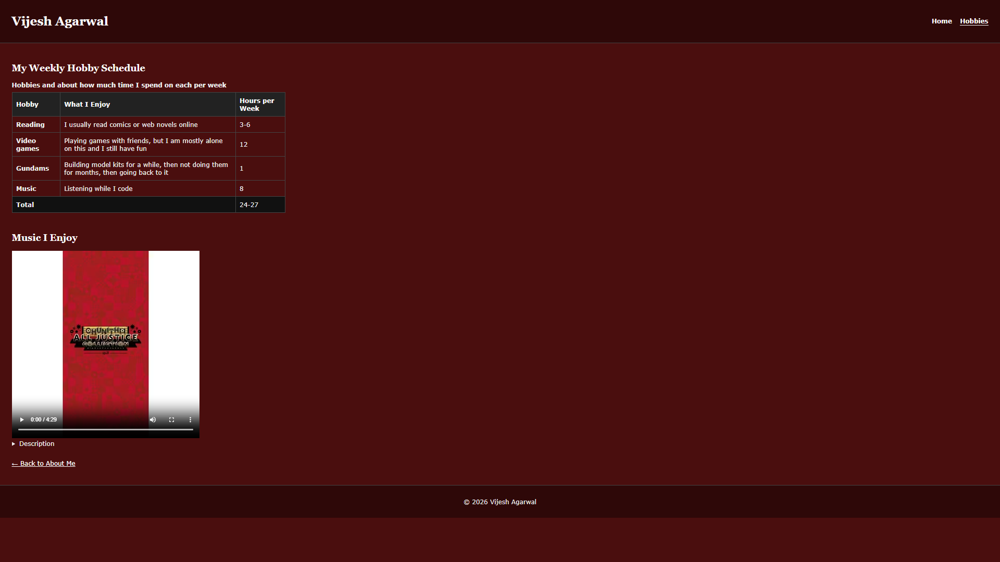 Vijesh Agarwal
Home Hobbies
My Weekly Hobby Schedule
Hobbies and about how much time I spend on each per week
Hobby What I Enjoy Hours per
Week
Reading I usually read comics or web novels online 3-6
Video
games
Playing games with friends, but I am mostly alone
on this and I still have fun
12
Gundams
Building model kits for a while, then not doing them
for months, then going back to it
1
Music Listening while I code 8
Total 24-27
Music I Enjoy
CHUNITHM
ALL JUSTICE
COLLECTION
0:00 / 4:29
Description
← Back to About Me
© 2026 Vijesh Agarwal